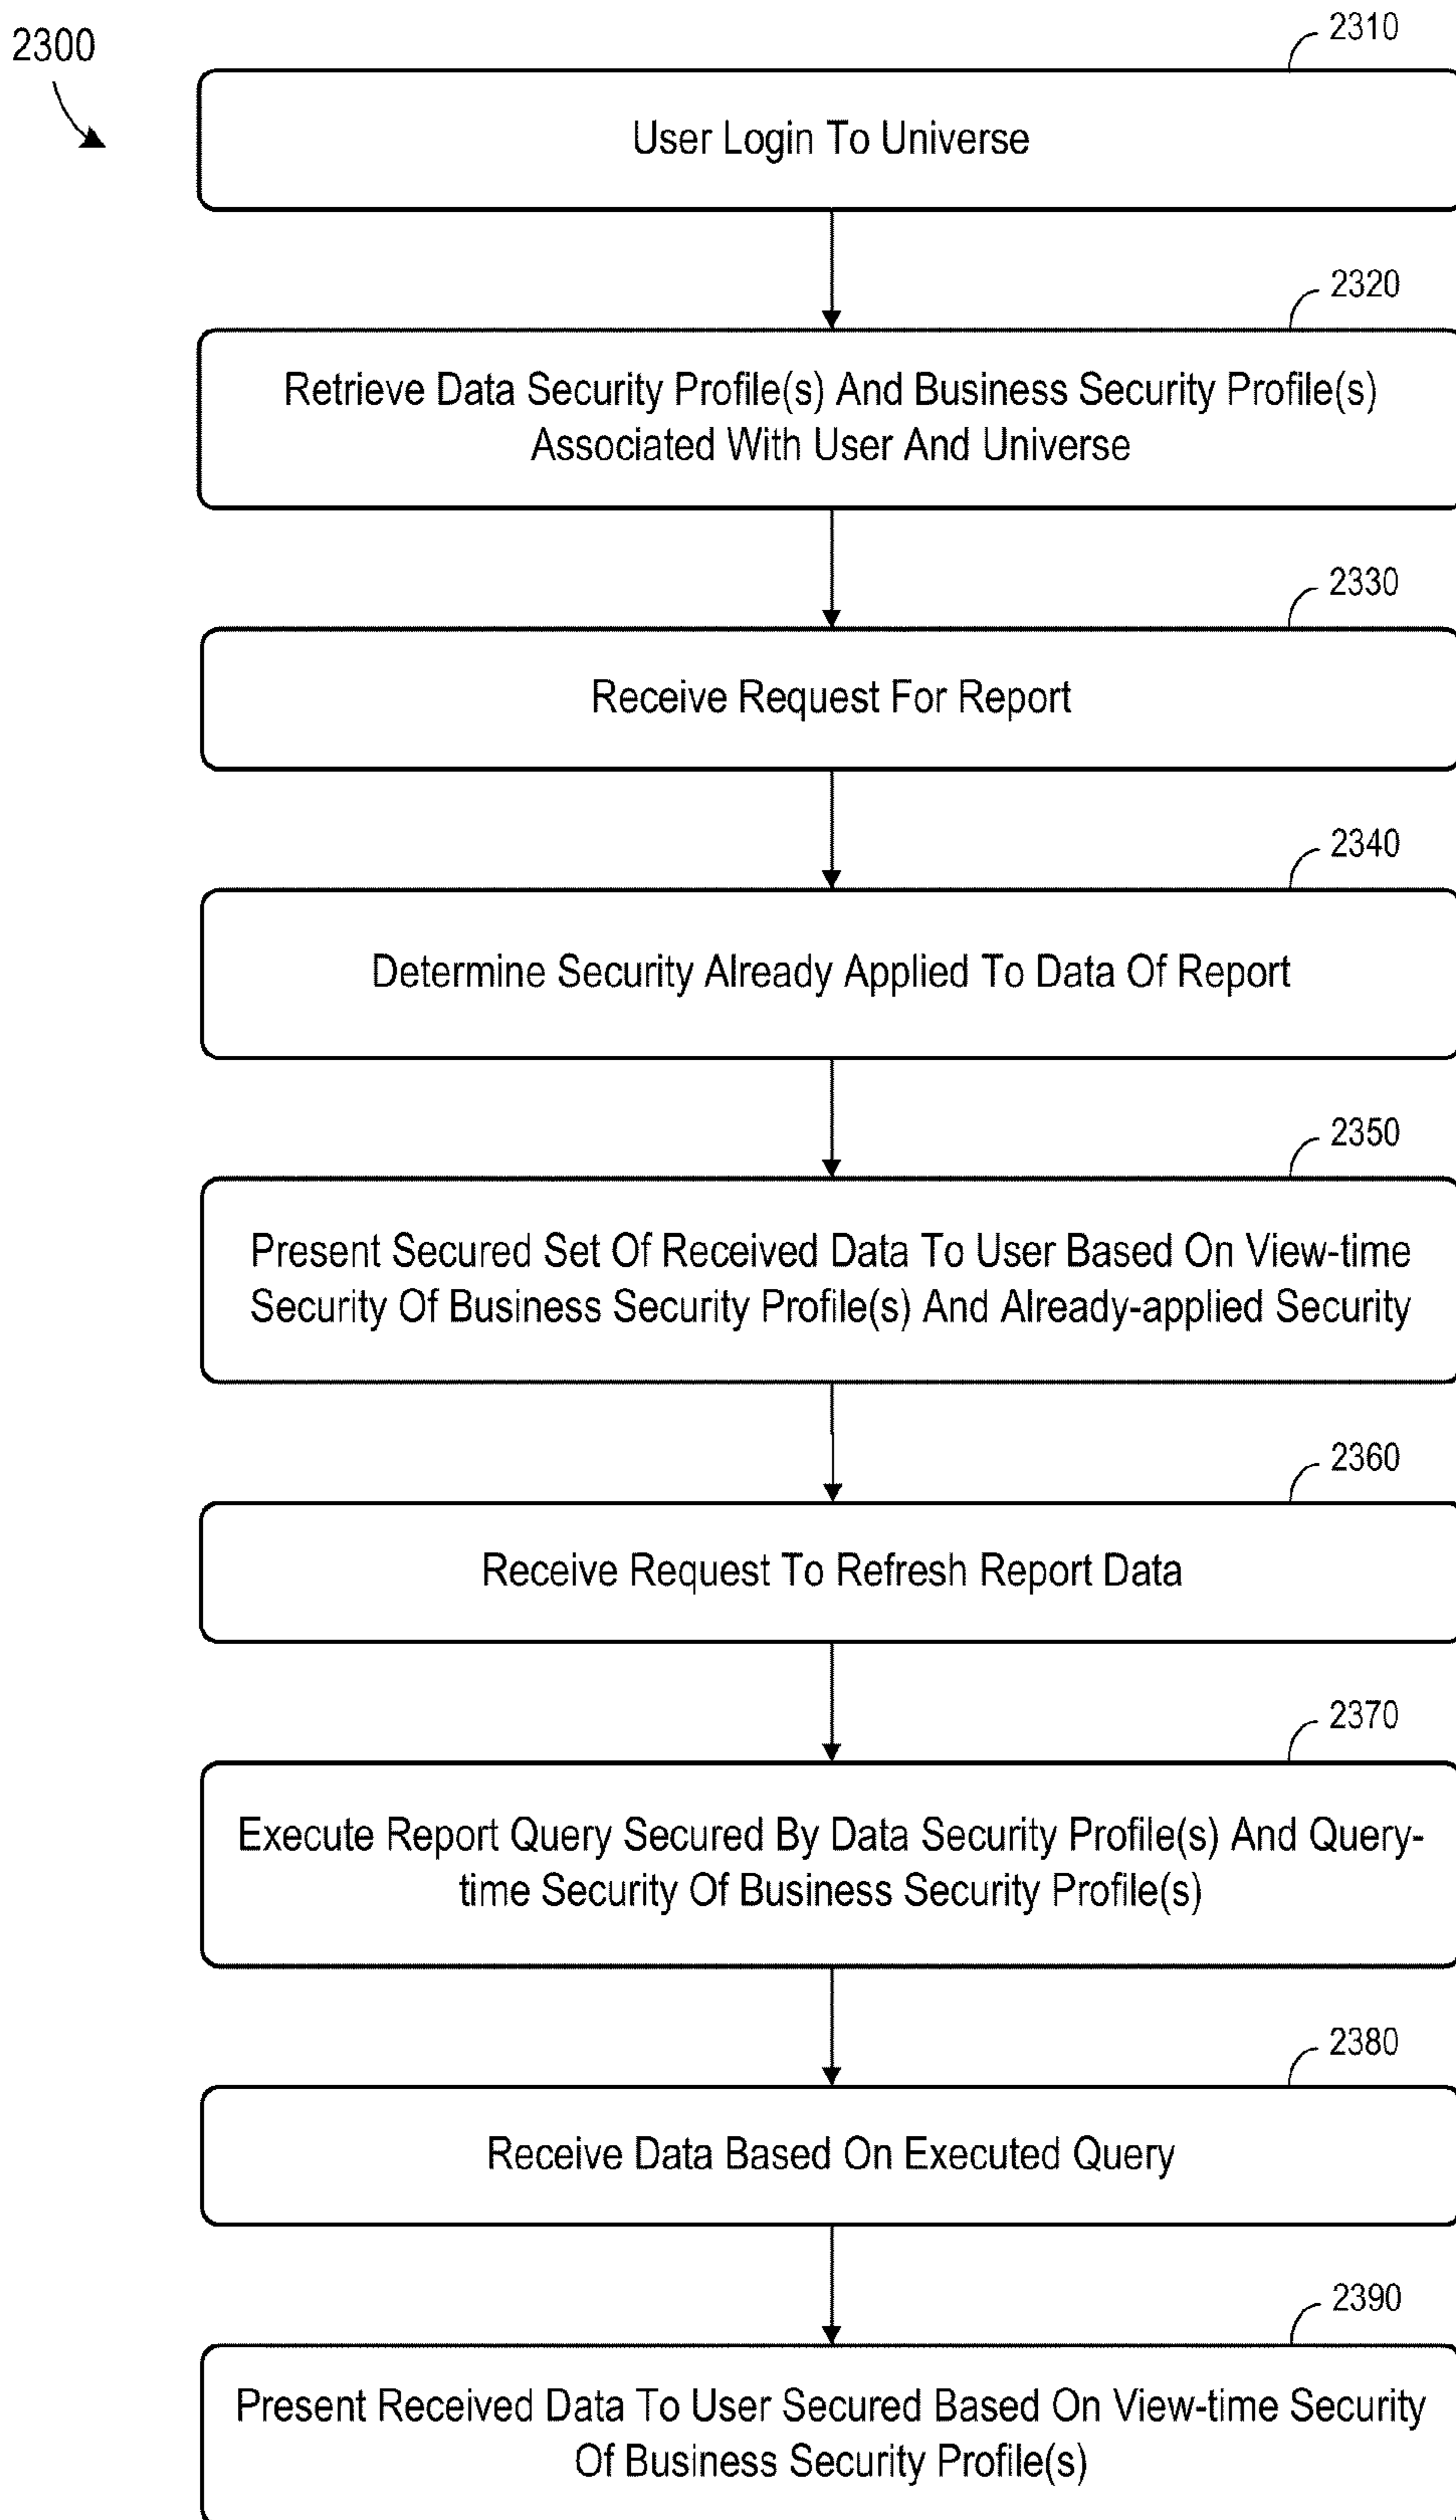 2300
2310
User Login To Universe
2320
Retrieve Data Security Profile(s) And Business Security Profile(s)
Associated With User And Universe
2330
Receive Request For Report
2340
Determine Security Already Applied To Data Of Report
2350
Present Secured Set Of Received Data To User Based On View-time
Security Of Business Security Profile(s) And Already-applied Security
2360
Receive Request To Refresh Report Data
2370
Execute Report Query Secured By Data Security Profile(s) And Query-
time Security Of Business Security Profile(s)
2380
Receive Data Based On Executed Query
2390
Present Received Data To User Secured Based On View-time Security
Of Business Security Profile(s)